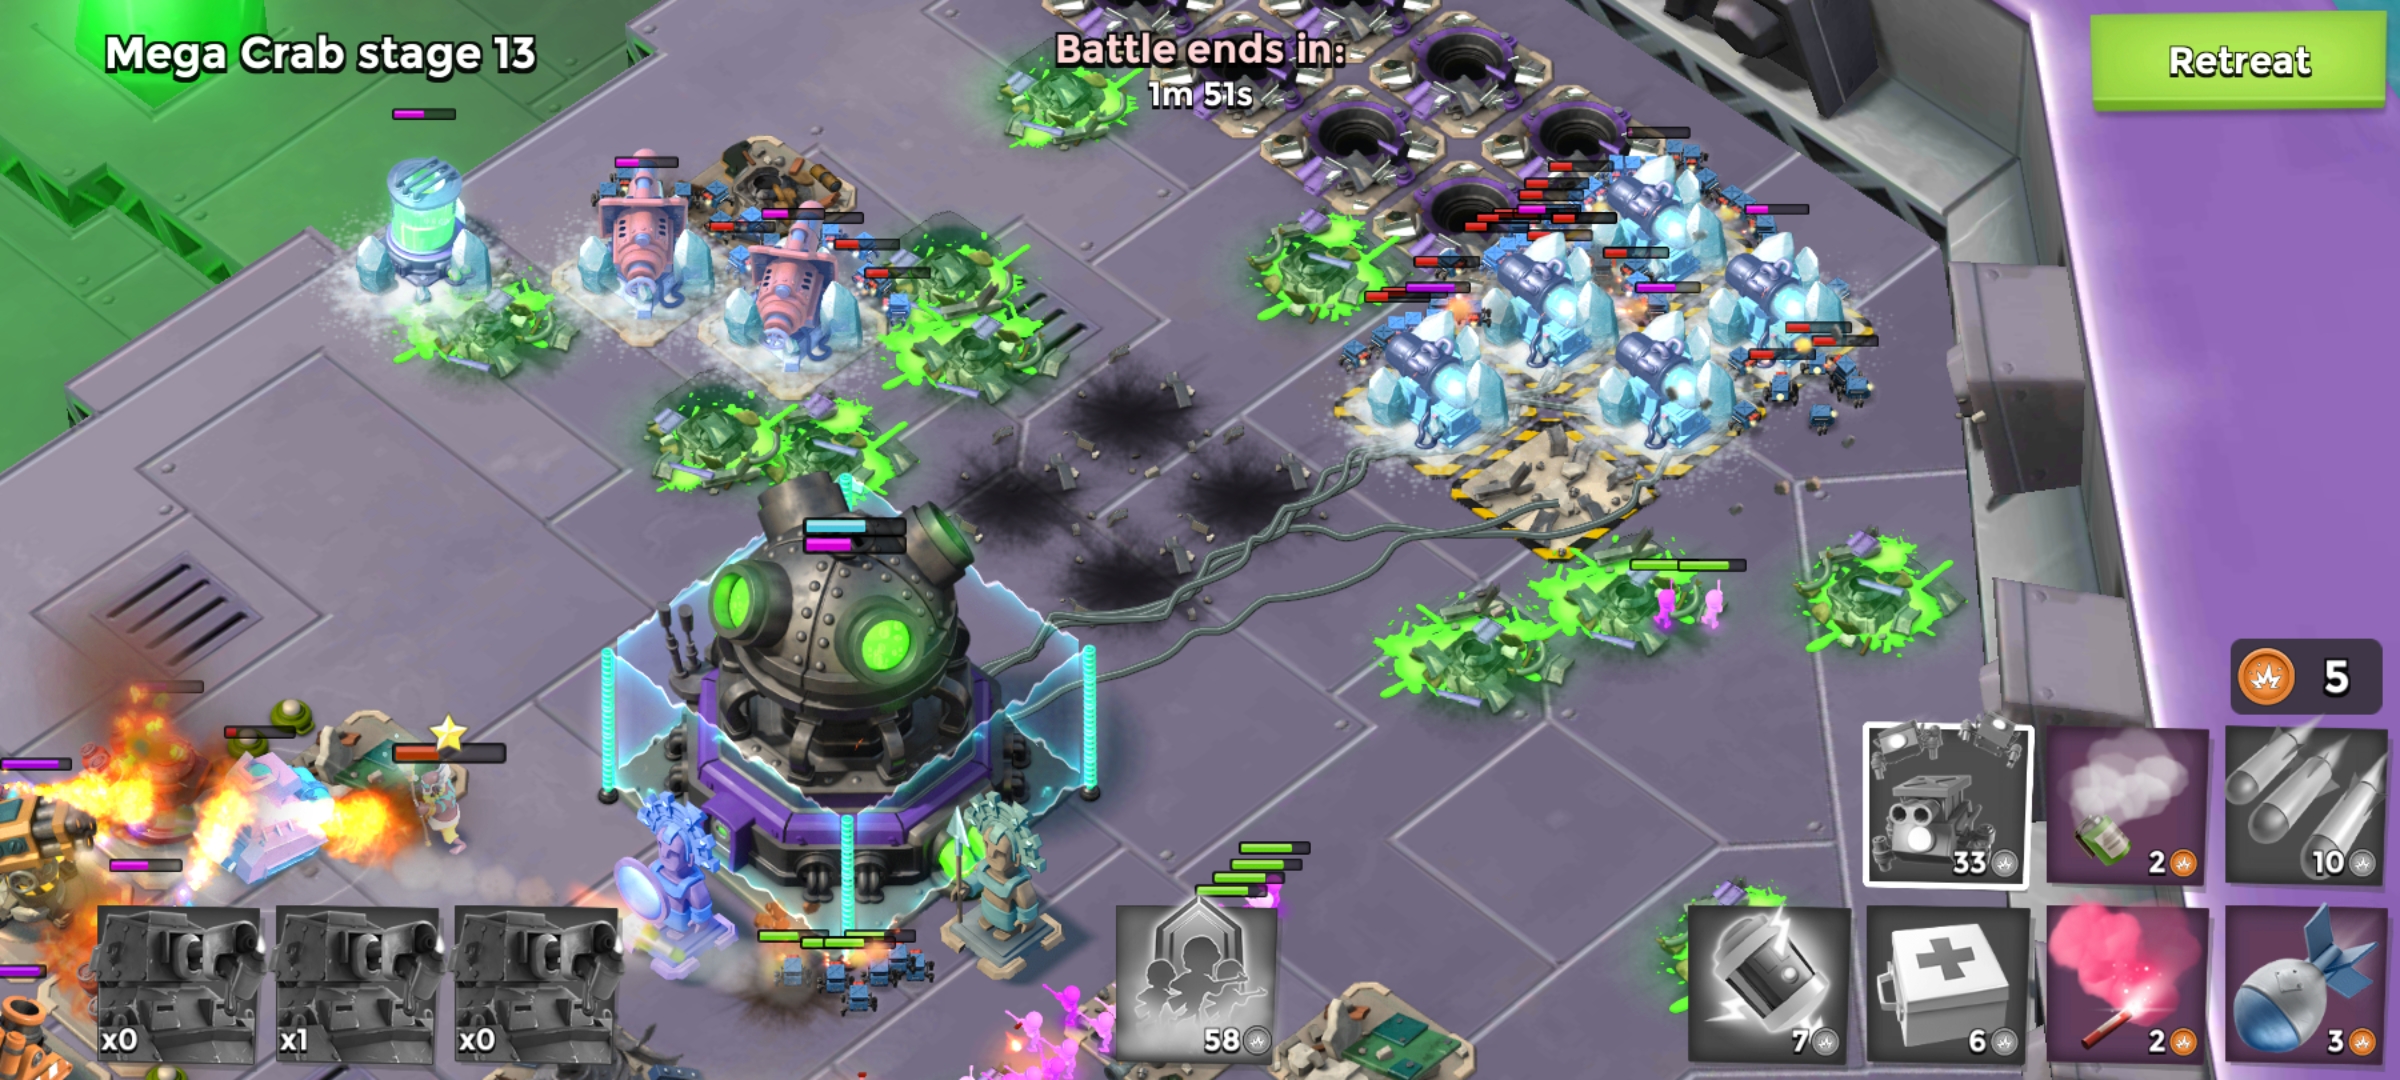 Mega Crab stage 13
Battle ends in:
1m 51s
Retreat
5
33
2
10
58
7
6
2
3
x0
x1
x0